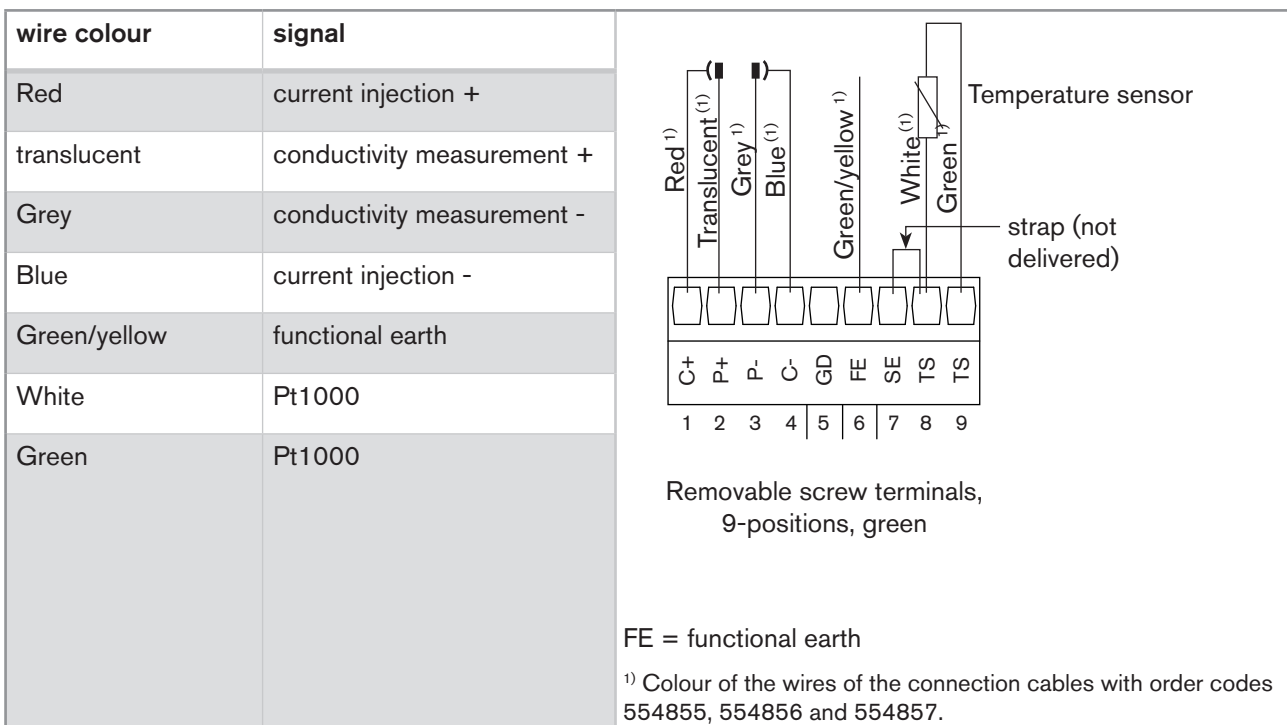 wire colour signal
Red current injection +
translucent conductivity measurement +
Grey conductivity measurement -
Blue current injection -
Green/yellow functional earth
White Pt1000
Green Pt1000
Red 1)
Translucent (1)
Grey 1)
Blue (1)
Green/yellow 1)
White (1)
Green 1)
Temperature sensor
strap (not
delivered)
C+ P+ P- C- GD FE SE TS TS
1 2 3 4 5 6 7 8 9
Removable screw terminals,
9-positions, green
FE = functional earth
1) Colour of the wires of the connection cables with order codes
554855, 554856 and 554857.